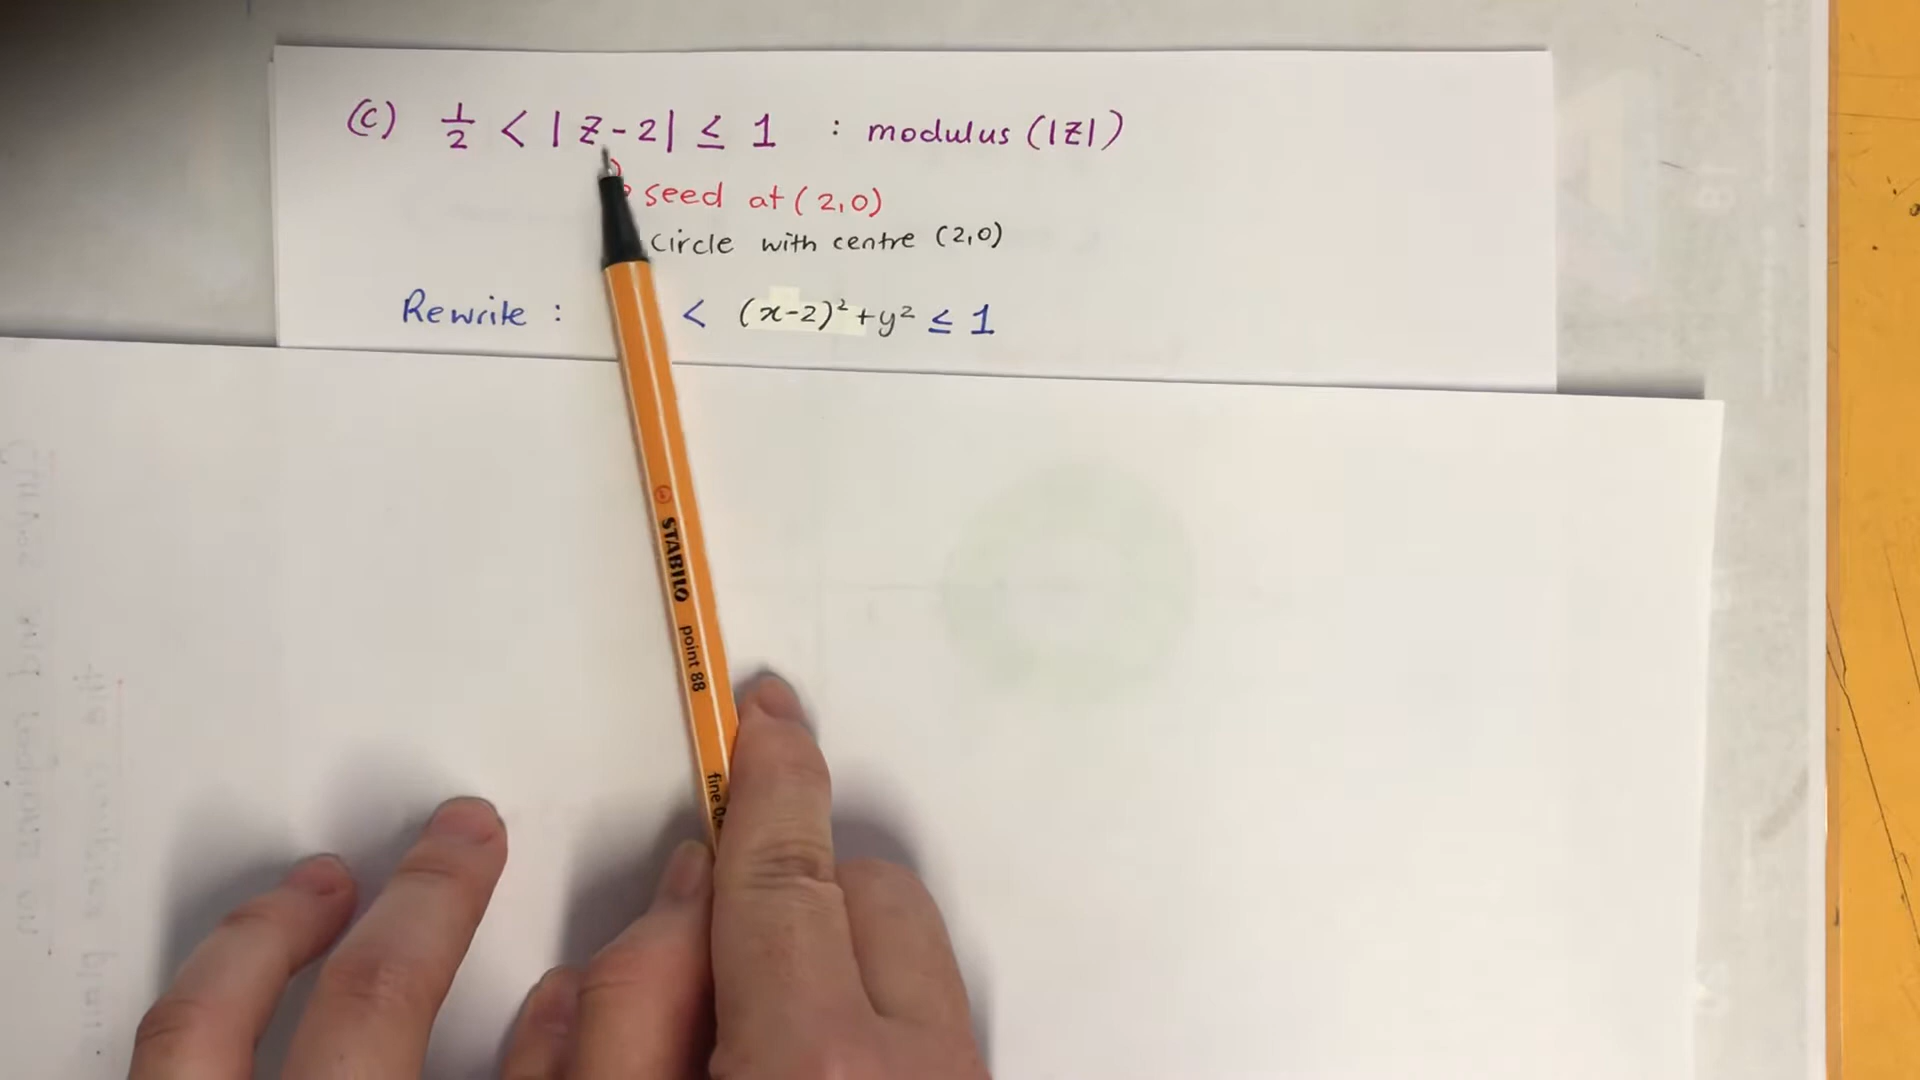 (c) 1/2 < |z-2| ≤ 1 : modulus (|z|)
seed at (2,0)
circle with centre (2,0)
Rewrite : < (x-2)² + y² ≤ 1
STABILO point 88 fine 0,